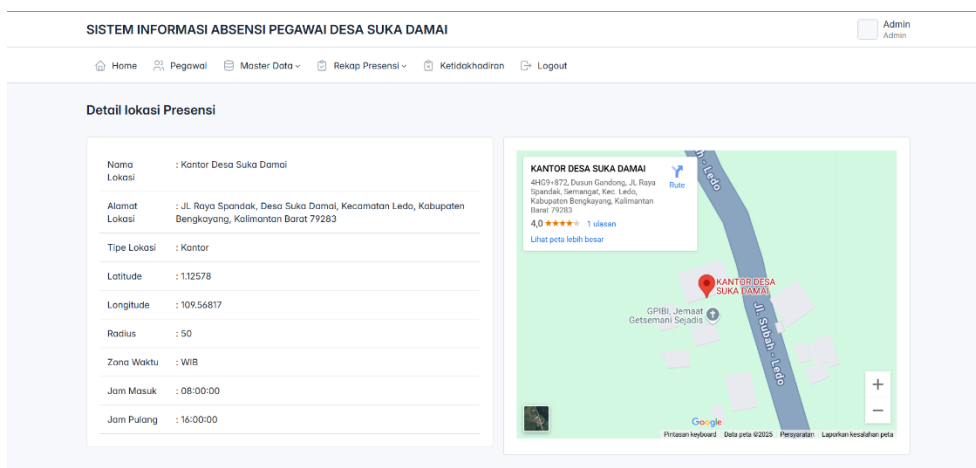 SISTEM INFORMASI ABSENSI PEGAWAI DESA SUKA DAMAI
Admin
Admin
Home Pegawai Master Data Rekap Presensi Ketidakhadiran Logout
Detail lokasi Presensi
Nama Lokasi : Kantor Desa Suka Damai
Alamat Lokasi : JL Raya Spandak, Desa Suka Damai, Kecamatan Ledo, Kabupaten
Bengkayang, Kalimantan Barat 79283
Tipe Lokasi : Kantor
Latitude : 1.12578
Longitude : 109.56817
Radius : 50
Zona Waktu : WIB
Jam Masuk : 08:00:00
Jam Pulang : 16:00:00
KANTOR DESA SUKA DAMAI
4HG9+872, Dusun Gandong, JL Raya
Spandak, Semangat, Kec. Ledo,
Kabupaten Bengkayang, Kalimantan
Barat 79283
Rute
4,0 1 ulasan
Lihat peta lebih besar
- Ledo
KANTOR DESA
SUKA DAMAI
GPIBI, Jemaat
Getsemani Sejadis
Jl. Subah - Ledo
Google
Pintasan keyboard Data peta ©2025 Persyaratan Laporkan kesalahan peta